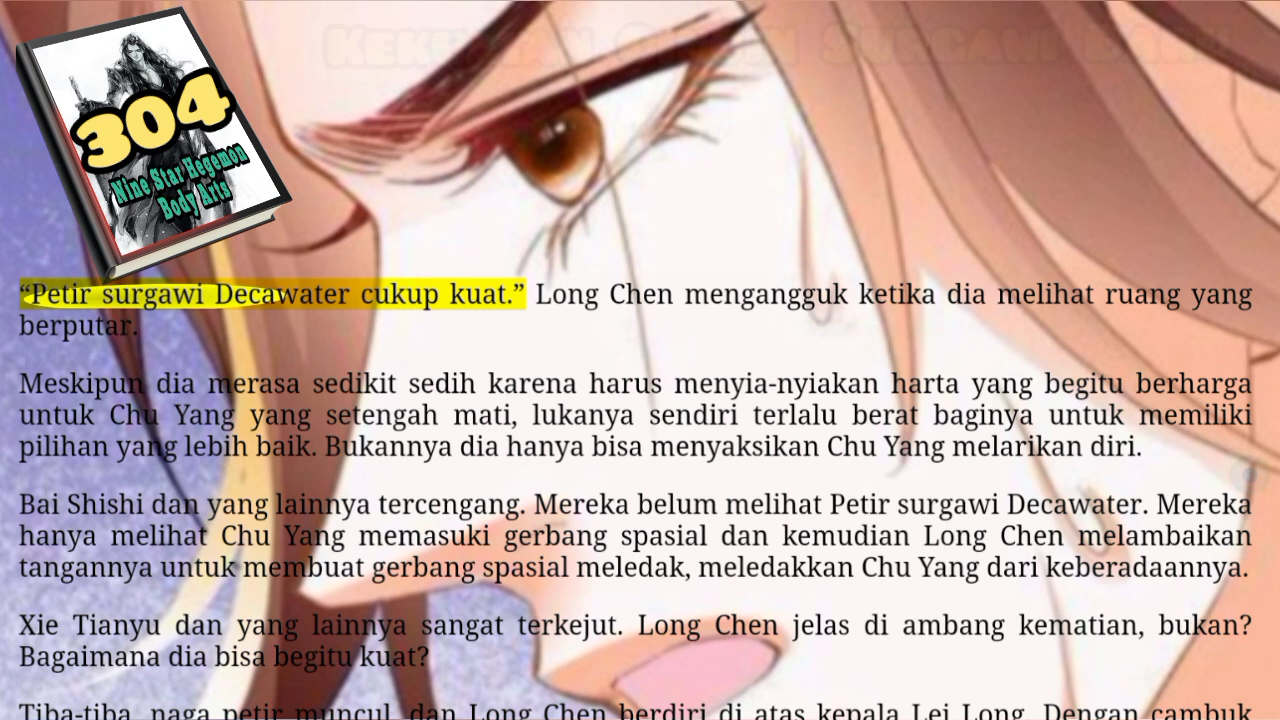 304
Nine Star Hegemon
Body Arts
“Petir surgawi Decawater cukup kuat.” Long Chen mengangguk ketika dia melihat ruang yang
berputar.
Meskipun dia merasa sedikit sedih karena harus menyia-nyiakan harta yang begitu berharga
untuk Chu Yang yang setengah mati, lukanya sendiri terlalu berat baginya untuk memiliki
pilihan yang lebih baik. Bukannya dia hanya bisa menyaksikan Chu Yang melarikan diri.
Bai Shishi dan yang lainnya tercengang. Mereka belum melihat Petir surgawi Decawater. Mereka
hanya melihat Chu Yang memasuki gerbang spasial dan kemudian Long Chen melambaikan
tangannya untuk membuat gerbang spasial meledak, meledakkan Chu Yang dari keberadaannya.
Xie Tianyu dan yang lainnya sangat terkejut. Long Chen jelas di ambang kematian, bukan?
Bagaimana dia bisa begitu kuat?
Tiba-tiba, naga petir muncul, dan Long Chen berdiri di atas kepala Lei Long. Dengan cambuk